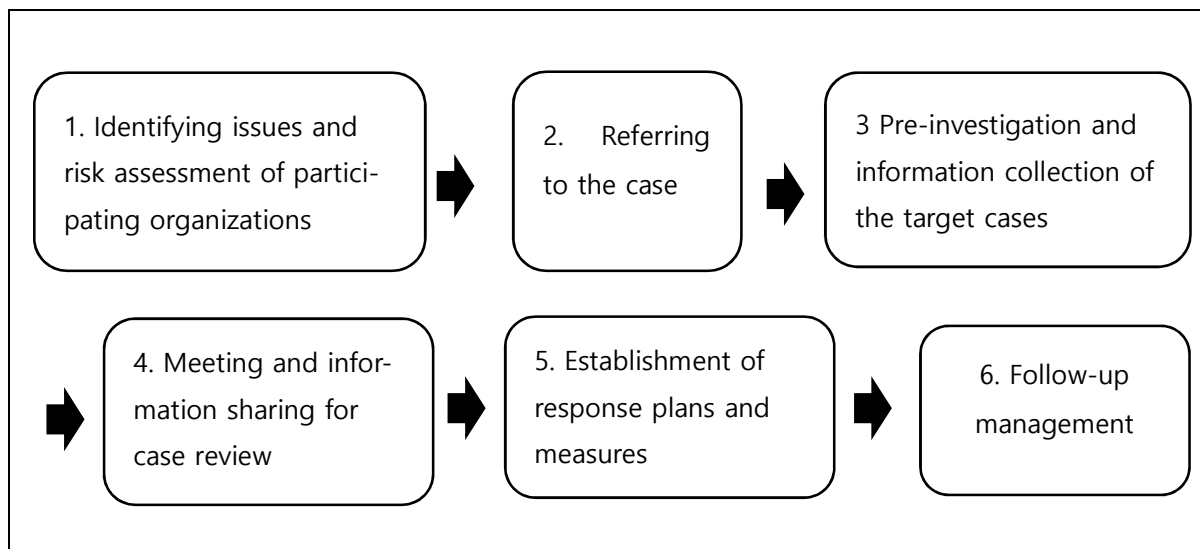 1. Identifying issues and
risk assessment of partici-
pating organizations
2. Referring
to the case
3 Pre-investigation and
information collection of
the target cases
4. Meeting and infor-
mation sharing for
case review
5. Establishment of
response plans and
measures
6. Follow-up
management